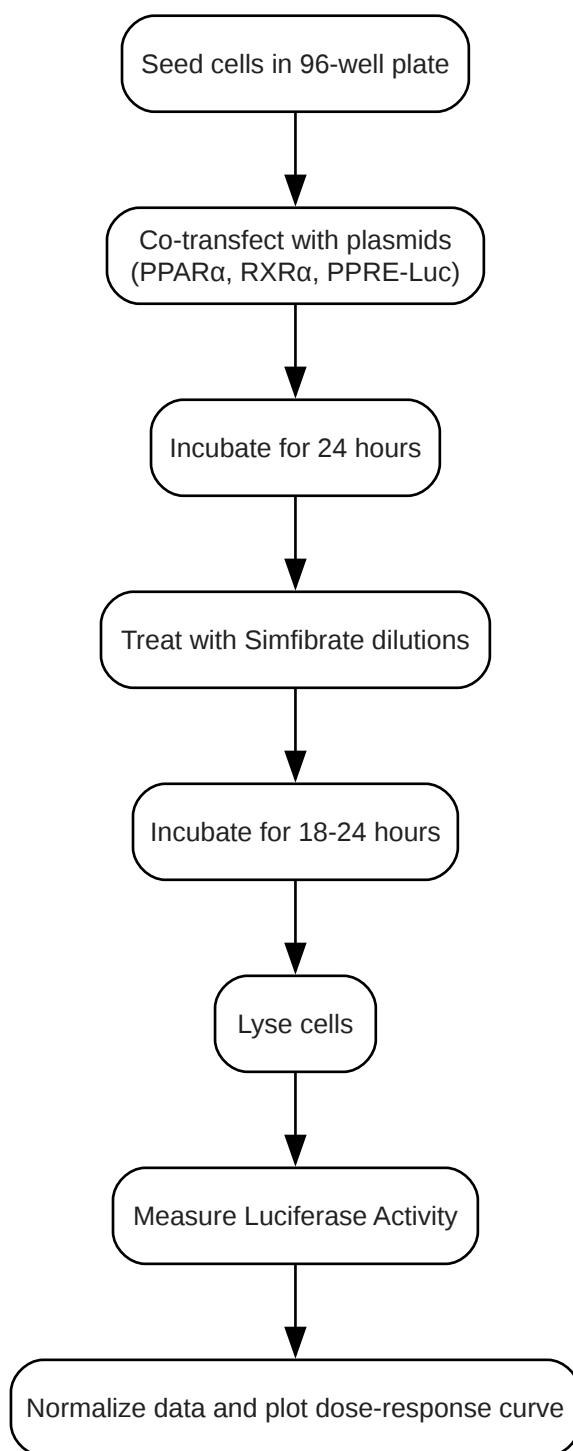 Seed cells in 96-well plate
Co-transfect with plasmids
(PPARα, RXRα, PPRE-Luc)
Incubate for 24 hours
Treat with Simfibrate dilutions
Incubate for 18-24 hours
Lyse cells
Measure Luciferase Activity
Normalize data and plot dose-response curve